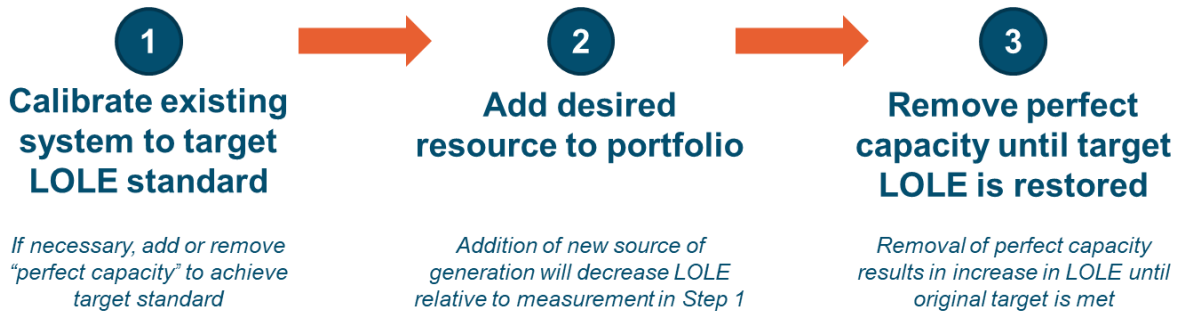 1
Calibrate existing
system to target
LOLE standard
If necessary, add or remove
“perfect capacity” to achieve
target standard
2
Add desired
resource to portfolio
Addition of new source of
generation will decrease LOLE
relative to measurement in Step 1
3
Remove perfect
capacity until target
LOLE is restored
Removal of perfect capacity
results in increase in LOLE until
original target is met